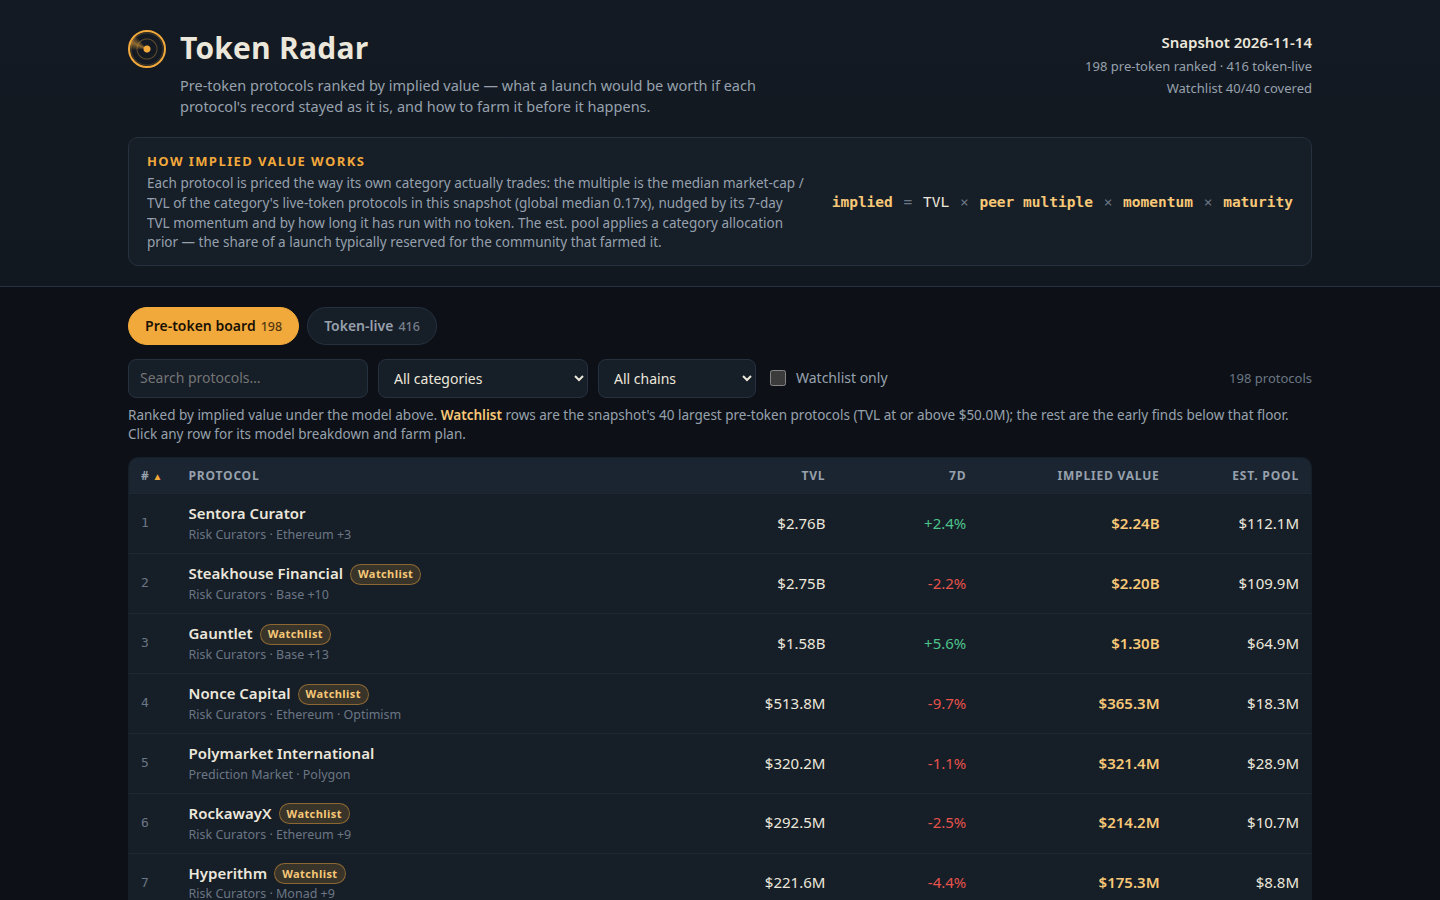 Token Radar
Pre-token protocols ranked by implied value — what a launch would be worth if each
protocol's record stayed as it is, and how to farm it before it happens.
Snapshot 2026-11-14
198 pre-token ranked · 416 token-live
Watchlist 40/40 covered
HOW IMPLIED VALUE WORKS
Each protocol is priced the way its own category actually trades: the multiple is the median market-cap /
TVL of the category's live-token protocols in this snapshot (global median 0.17x), nudged by its 7-day
TVL momentum and by how long it has run with no token. The est. pool applies a category allocation
prior — the share of a launch typically reserved for the community that farmed it.
implied = TVL × peer multiple × momentum × maturity
Pre-token board 198
Token-live 416
Search protocols...
All categories
All chains
Watchlist only
198 protocols
Ranked by implied value under the model above. Watchlist rows are the snapshot's 40 largest pre-token protocols (TVL at or above $50.0M); the rest are the early finds below that floor.
Click any row for its model breakdown and farm plan.
# ▲ PROTOCOL TVL 7D IMPLIED VALUE EST. POOL
1 Sentora Curator $2.76B +2.4% $2.24B $112.1M
Risk Curators · Ethereum +3
2 Steakhouse Financial Watchlist $2.75B -2.2% $2.20B $109.9M
Risk Curators · Base +10
3 Gauntlet Watchlist $1.58B +5.6% $1.30B $64.9M
Risk Curators · Base +13
4 Nonce Capital Watchlist $513.8M -9.7% $365.3M $18.3M
Risk Curators · Ethereum · Optimism
5 Polymarket International $320.2M -1.1% $321.4M $28.9M
Prediction Market · Polygon
6 RockawayX Watchlist $292.5M -2.5% $214.2M $10.7M
Risk Curators · Ethereum +9
7 Hyperithm Watchlist $221.6M -4.4% $175.3M $8.8M
Risk Curators · Monad +9